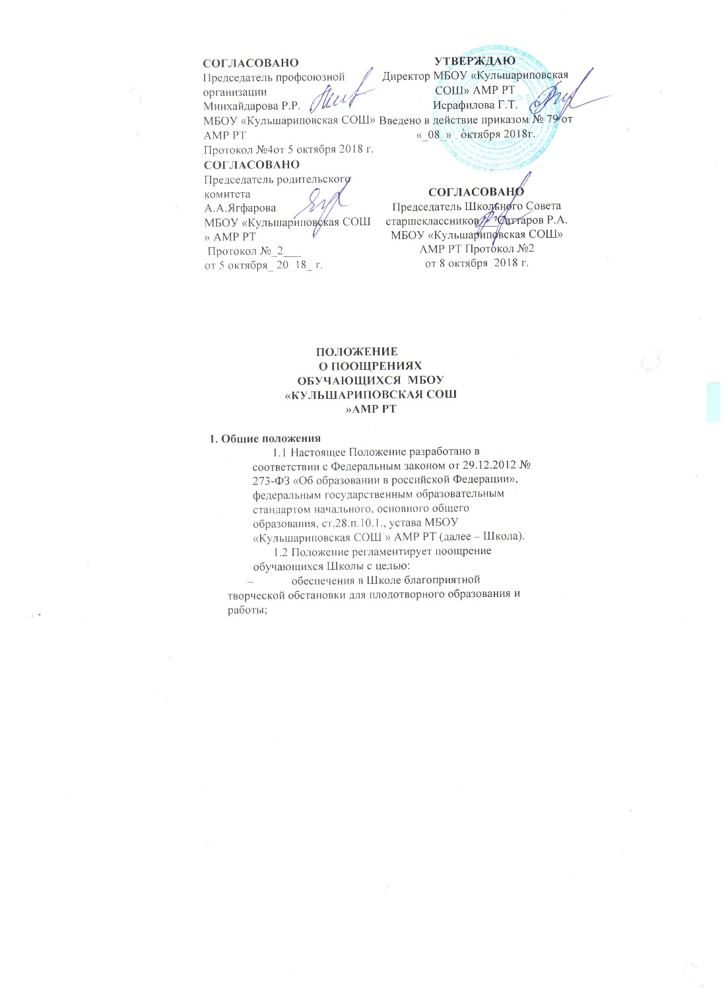 СОГЛАСОВАНО
Председатель профсоюзной
организации
Минхайдарова Р.Р.
МБОУ «Кульшариповская СОШ»
АМР РТ
Протокол №4от 5 октября 2018 г.
СОГЛАСОВАНО
Председатель родительского
комитета
А.А.Ягфарова
МБОУ «Кульшариповская СОШ
» АМР РТ
Протокол №_2___
от 5 октября_ 20_18_ г.
УТВЕРЖДАЮ
Директор МБОУ «Кульшариповская
СОШ» АМР РТ
Исрафилова Г.Т.
Введено в действие приказом № 79 от
«_08_» октября 2018г.
СОГЛАСОВАНО
Председатель Школьного Совета
старшеклассников___Саттаров Р.А.
МБОУ «Кульшариповская СОШ»
АМР РТ Протокол №2
от 8 октября 2018 г.
ПОЛОЖЕНИЕ
О ПООЩРЕНИЯХ
ОБУЧАЮЩИХСЯ МБОУ
«КУЛЬШАРИПОВСКАЯ СОШ
»АМР РТ
1. Общие положения
1.1 Настоящее Положение разработано в
соответствии с Федеральным законом от 29.12.2012 №
273-ФЗ «Об образовании в российской Федерации»,
федеральным государственным образовательным
стандартом начального, основного общего
образования, ст.28.п.10.1., устава МБОУ
«Кульшариповская СОШ » АМР РТ (далее – Школа).
1.2 Положение регламентирует поощрение
обучающихся Школы с целью:
– обеспечения в Школе благоприятной
творческой обстановки для плодотворного образования и
работы;